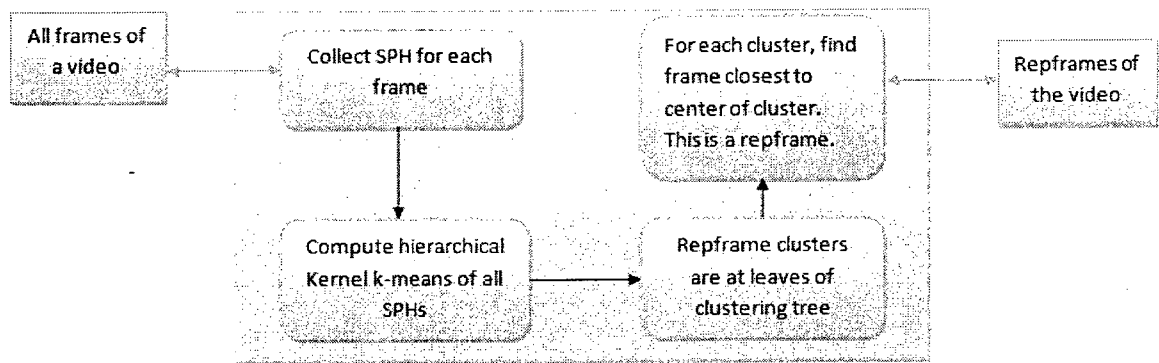 All frames of
a video
Collect SPH for each
frame
Compute hierarchical
Kernel k-means of all
SPHs
Repframe clusters
are at leaves of
clustering tree
For each cluster, find
frame closest to
center of cluster.
This is a repframe.
Repframes of
the video